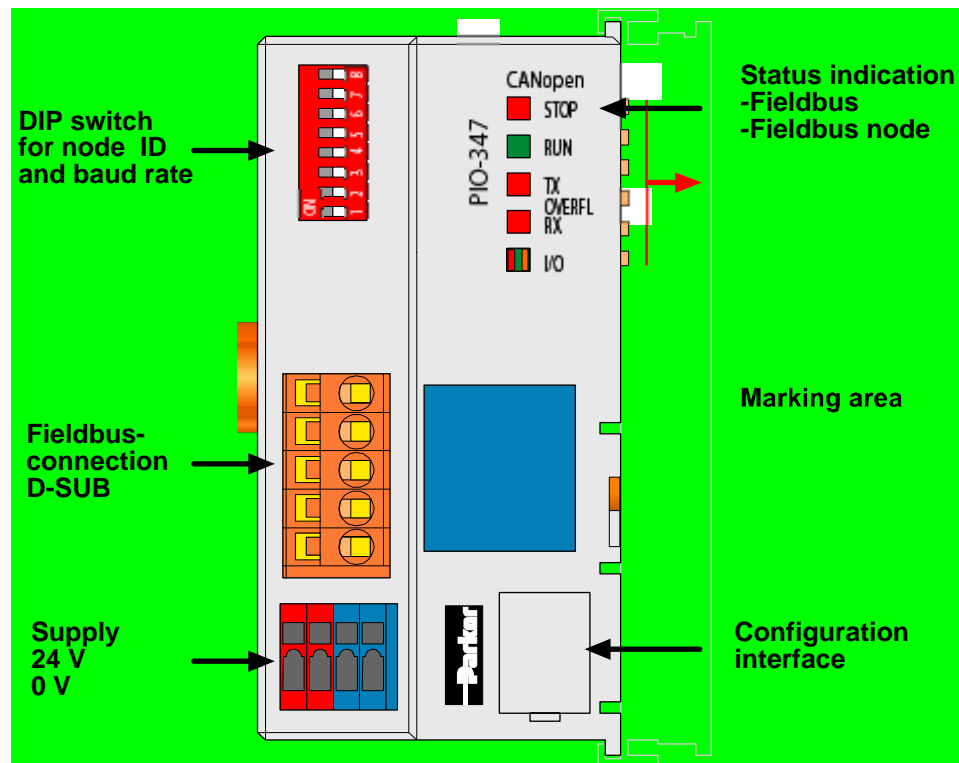 DIP switch
for node ID
and baud rate
ON
1 2 3 4 5 6 7 8
PIO-347
CANopen
STOP
RUN
TX
OVERFL
RX
I/O
Status indication
-Fieldbus
-Fieldbus node
Marking area
Fieldbus-
connection
D-SUB
Supply
24 V
0 V
Parker
Configuration
interface